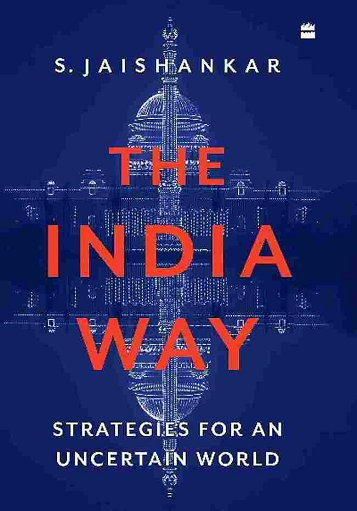 S. JAISHANKAR
THE
INDIA
WAY
STRATEGIES FOR AN
UNCERTAIN WORLD